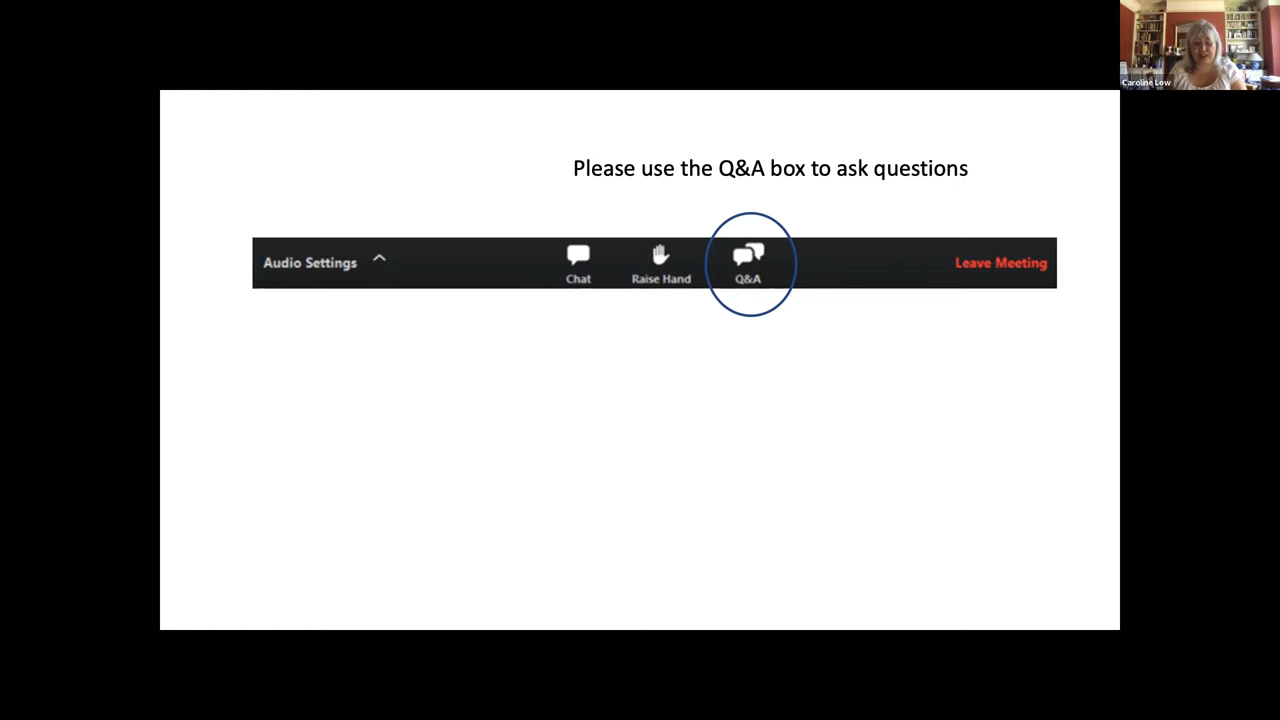 Caroline Low
Please use the Q&A box to ask questions
Audio Settings
Chat
Raise Hand
Q&A
Leave Meeting